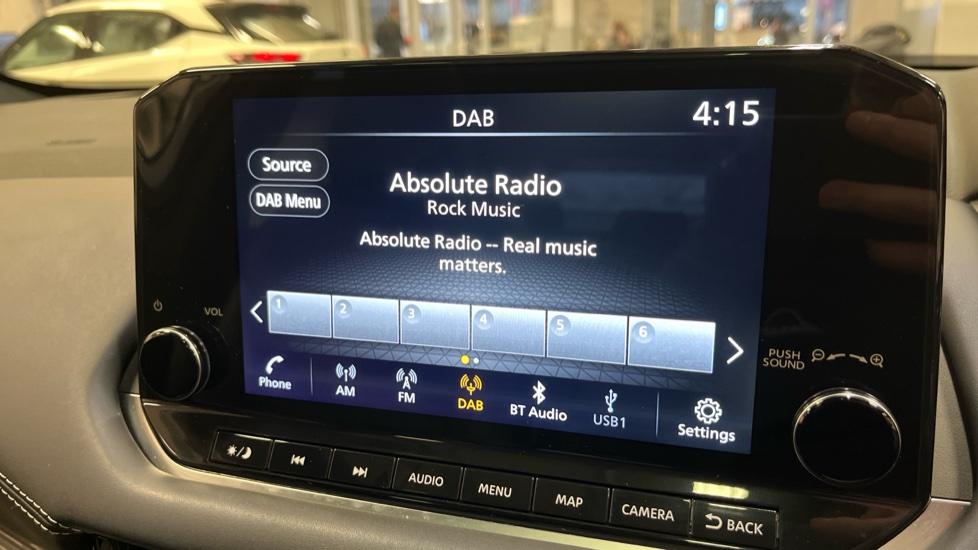 DAB
4:15
Source
DAB Menu
Absolute Radio
Rock Music
Absolute Radio -- Real music
matters.
1 2 3 4 5 6
VOL
PUSH
SOUND
Phone
AM
FM
DAB
BT Audio
USB1
Settings
AUDIO
MENU
MAP
CAMERA
BACK